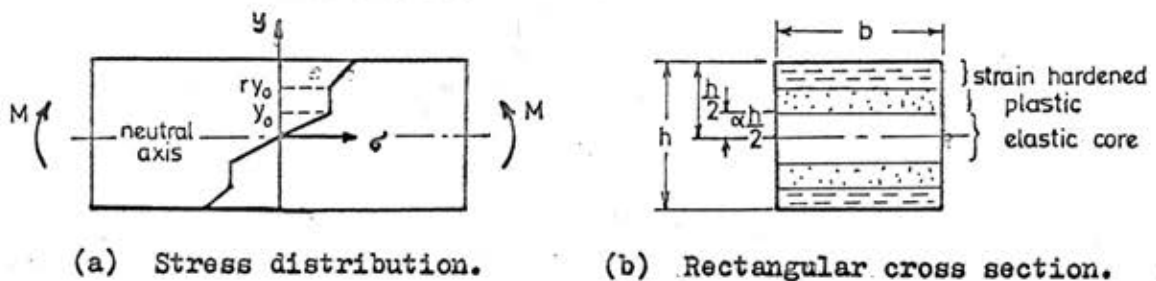 y
ry₀
y₀
M
M
neutral
axis
σ
(a) Stress distribution.
b
h
h/2
αh/2
strain hardened
plastic
elastic core
(b) Rectangular cross section.